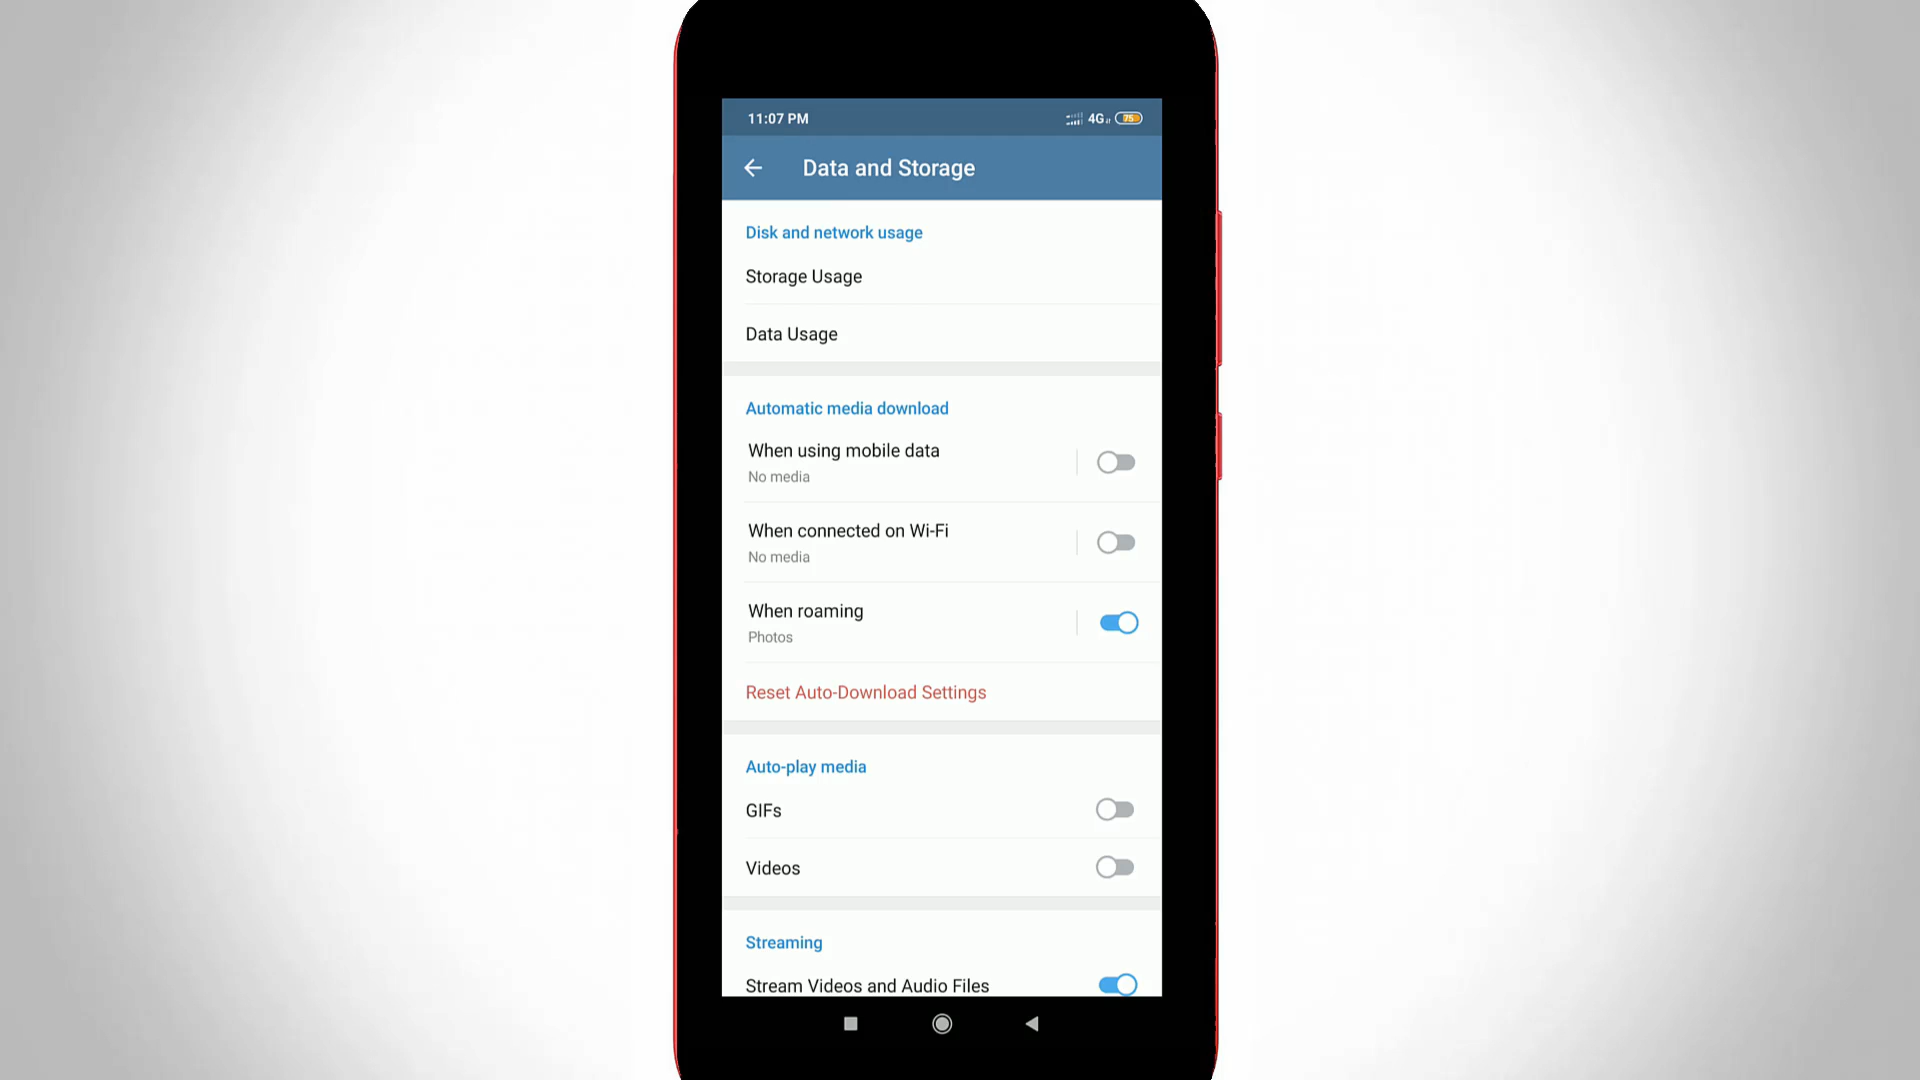 11:07 PM
4G
75
Data and Storage
Disk and network usage
Storage Usage
Data Usage
Automatic media download
When using mobile data
No media
When connected on Wi-Fi
No media
When roaming
Photos
Reset Auto-Download Settings
Auto-play media
GIFs
Videos
Streaming
Stream Videos and Audio Files